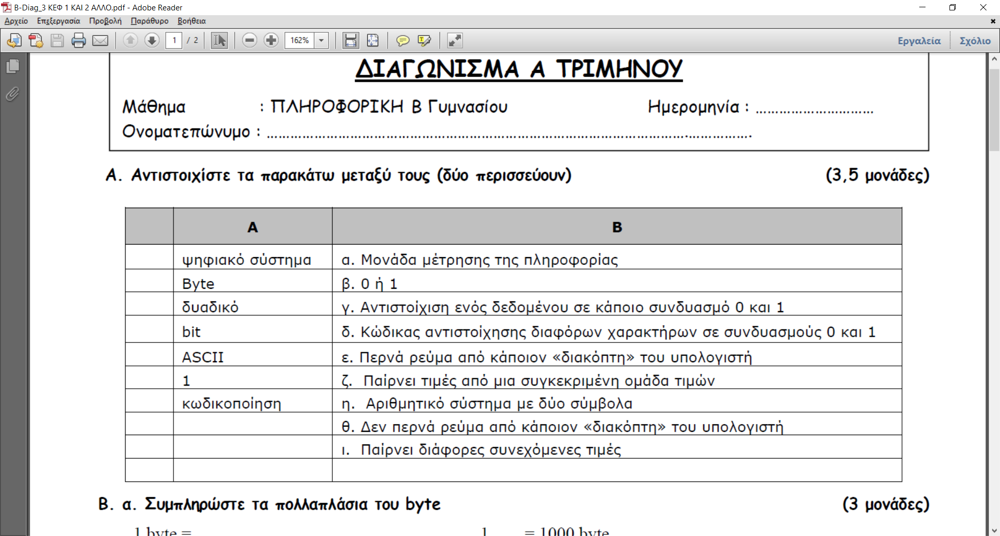 B-Diag_3 ΚΕΦ 1 ΚΑΙ 2 ΑΛΛΟ.pdf - Adobe Reader
Αρχείο Επεξεργασία Προβολή Παράθυρο Βοήθεια
1 / 2 162% Εργαλεία Σχόλιο
ΔΙΑΓΩΝΙΣΜΑ Α ΤΡΙΜΗΝΟΥ
Μάθημα : ΠΛΗΡΟΦΟΡΙΚΗ Β Γυμνασίου Ημερομηνία : …………………………
Ονοματεπώνυμο : ……………………………………………………………………………………………….…………….
Α. Αντιστοιχίστε τα παρακάτω μεταξύ τους (δύο περισσεύουν) (3,5 μονάδες)
Α Β
ψηφιακό σύστημα α. Μονάδα μέτρησης της πληροφορίας
Byte β. 0 ή 1
δυαδικό γ. Αντιστοίχιση ενός δεδομένου σε κάποιο συνδυασμό 0 και 1
bit δ. Κώδικας αντιστοίχησης διαφόρων χαρακτήρων σε συνδυασμούς 0 και 1
ASCII ε. Περνά ρεύμα από κάποιον «διακόπτη» του υπολογιστή
1 ζ. Παίρνει τιμές από μια συγκεκριμένη ομάδα τιμών
κωδικοποίηση η. Αριθμητικό σύστημα με δύο σύμβολα
θ. Δεν περνά ρεύμα από κάποιον «διακόπτη» του υπολογιστή
ι. Παίρνει διάφορες συνεχόμενες τιμές
Β. α. Συμπληρώστε τα πολλαπλάσια του byte (3 μονάδες)
1 byte = 1 = 1000 byte